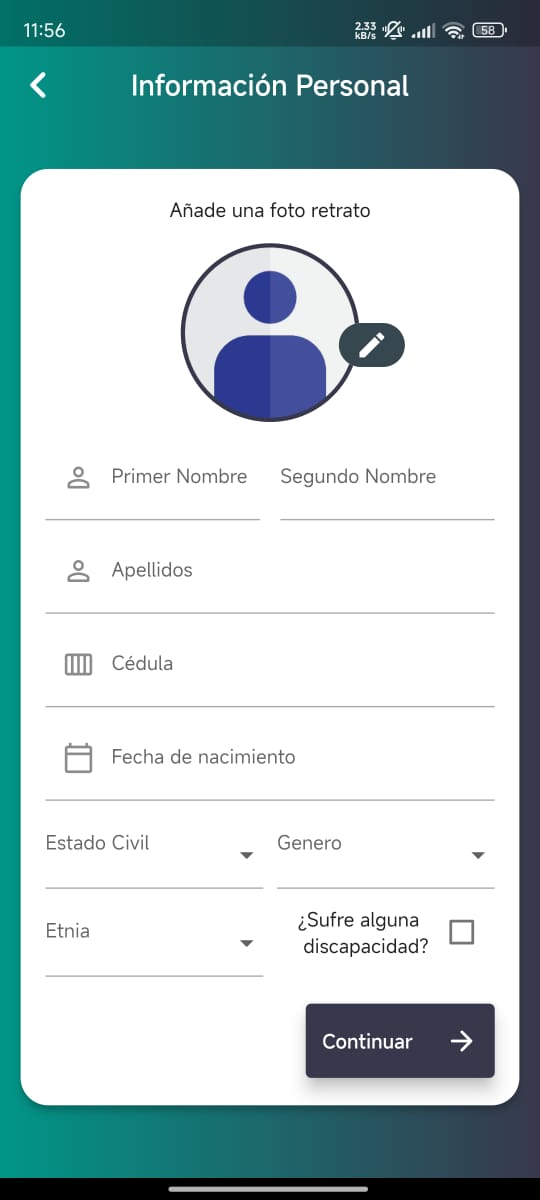 11:56
2.33
kB/s
58
Información Personal
Añade una foto retrato
Primer Nombre
Segundo Nombre
Apellidos
Cédula
Fecha de nacimiento
Estado Civil
Genero
Etnia
¿Sufre alguna
discapacidad?
Continuar